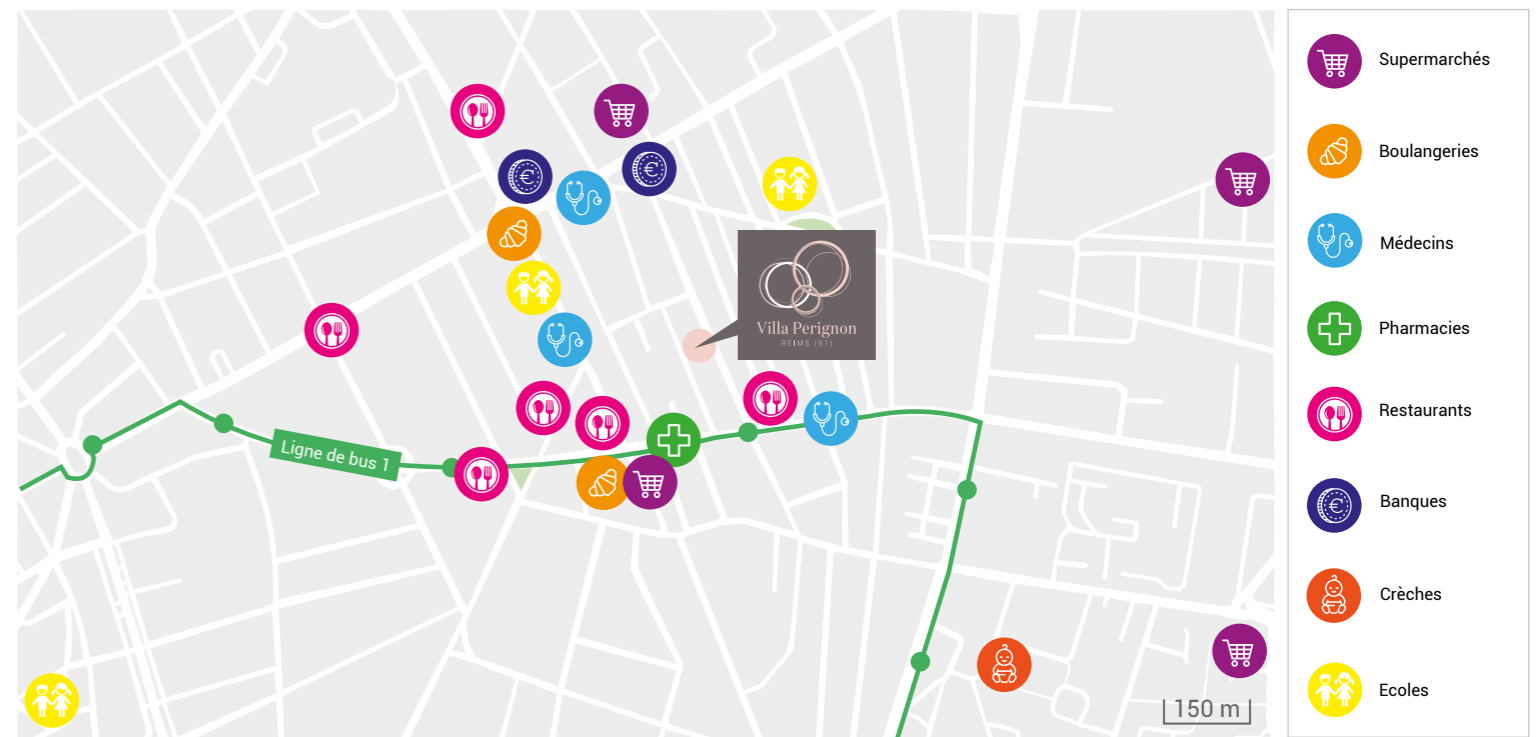 Villa Perignon
REIMS (51)
Ligne de bus 1
150 m
Supermarchés
Boulangeries
Médecins
Pharmacies
Restaurants
Banques
Crèches
Ecoles